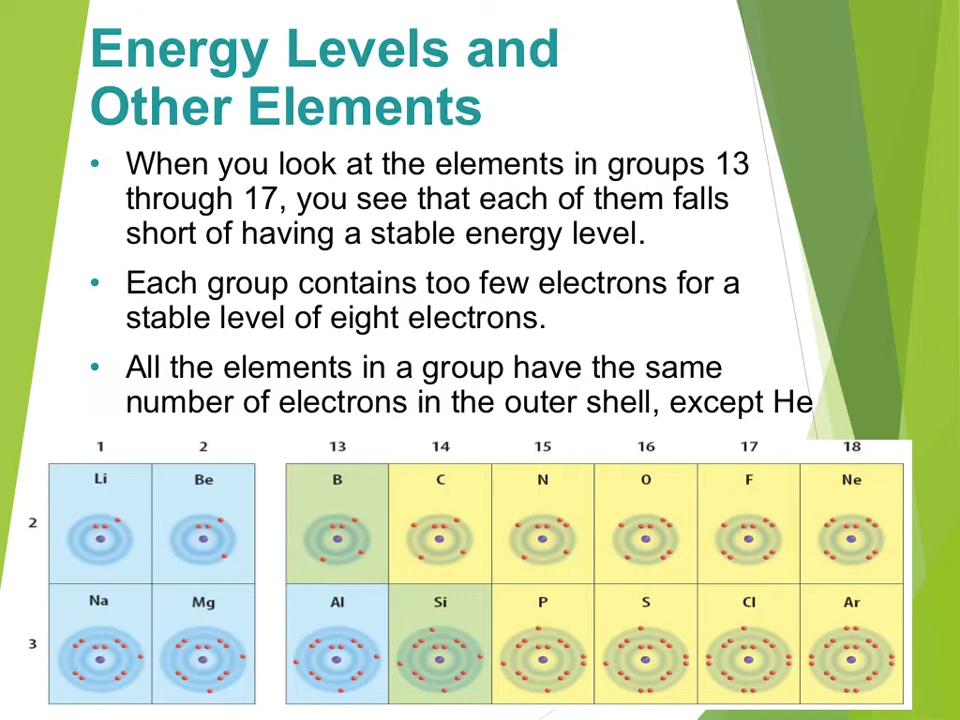 Energy Levels and
Other Elements
• When you look at the elements in groups 13
through 17, you see that each of them falls
short of having a stable energy level.
• Each group contains too few electrons for a
stable level of eight electrons.
• All the elements in a group have the same
number of electrons in the outer shell, except He
1 2 13 14 15 16 17 18
Li Be B C N O F Ne
2
Na Mg Al Si P S Cl Ar
3